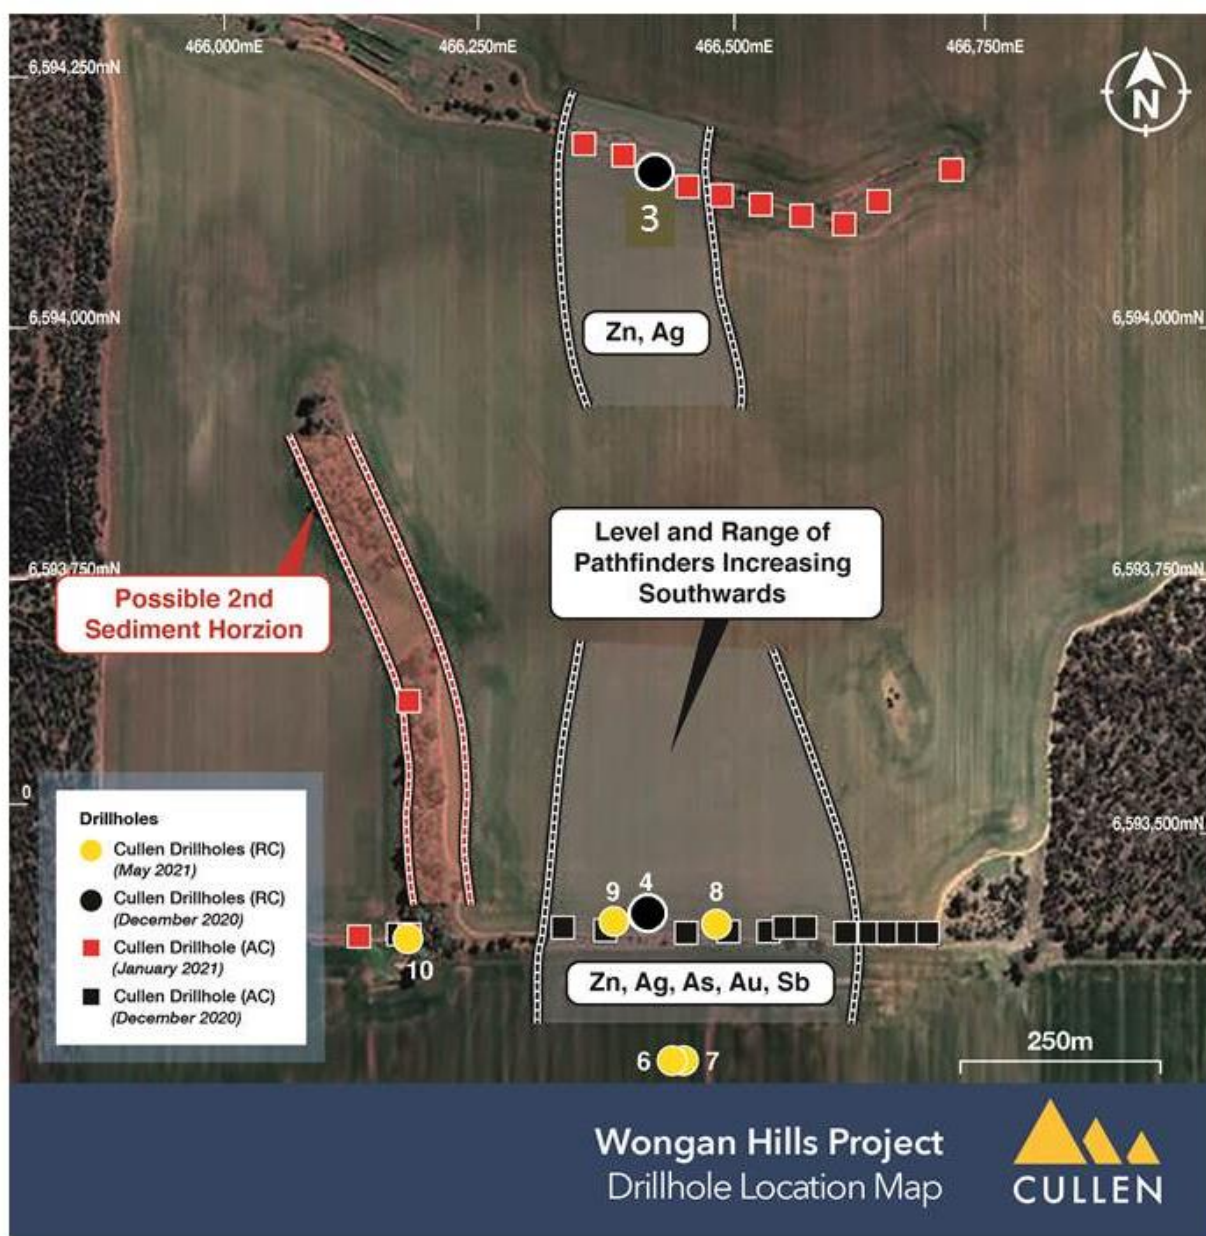 466,000mE
466,250mE
466,500mE
466,750mE
6,594,250mN
N
3
Zn, Ag
6,594,000mN
6,594,000mN
Level and Range of
Pathfinders Increasing
Southwards
6,593,750mN
6,593,750mN
Possible 2nd
Sediment Horzion
0
6,593,500mN
Drillholes
Cullen Drillholes (RC)
(May 2021)
Cullen Drillholes (RC)
(December 2020)
Cullen Drillhole (AC)
(January 2021)
Cullen Drillhole (AC)
(December 2020)
9
4
8
10
Zn, Ag, As, Au, Sb
6
7
250m
Wongan Hills Project
Drillhole Location Map
CULLEN